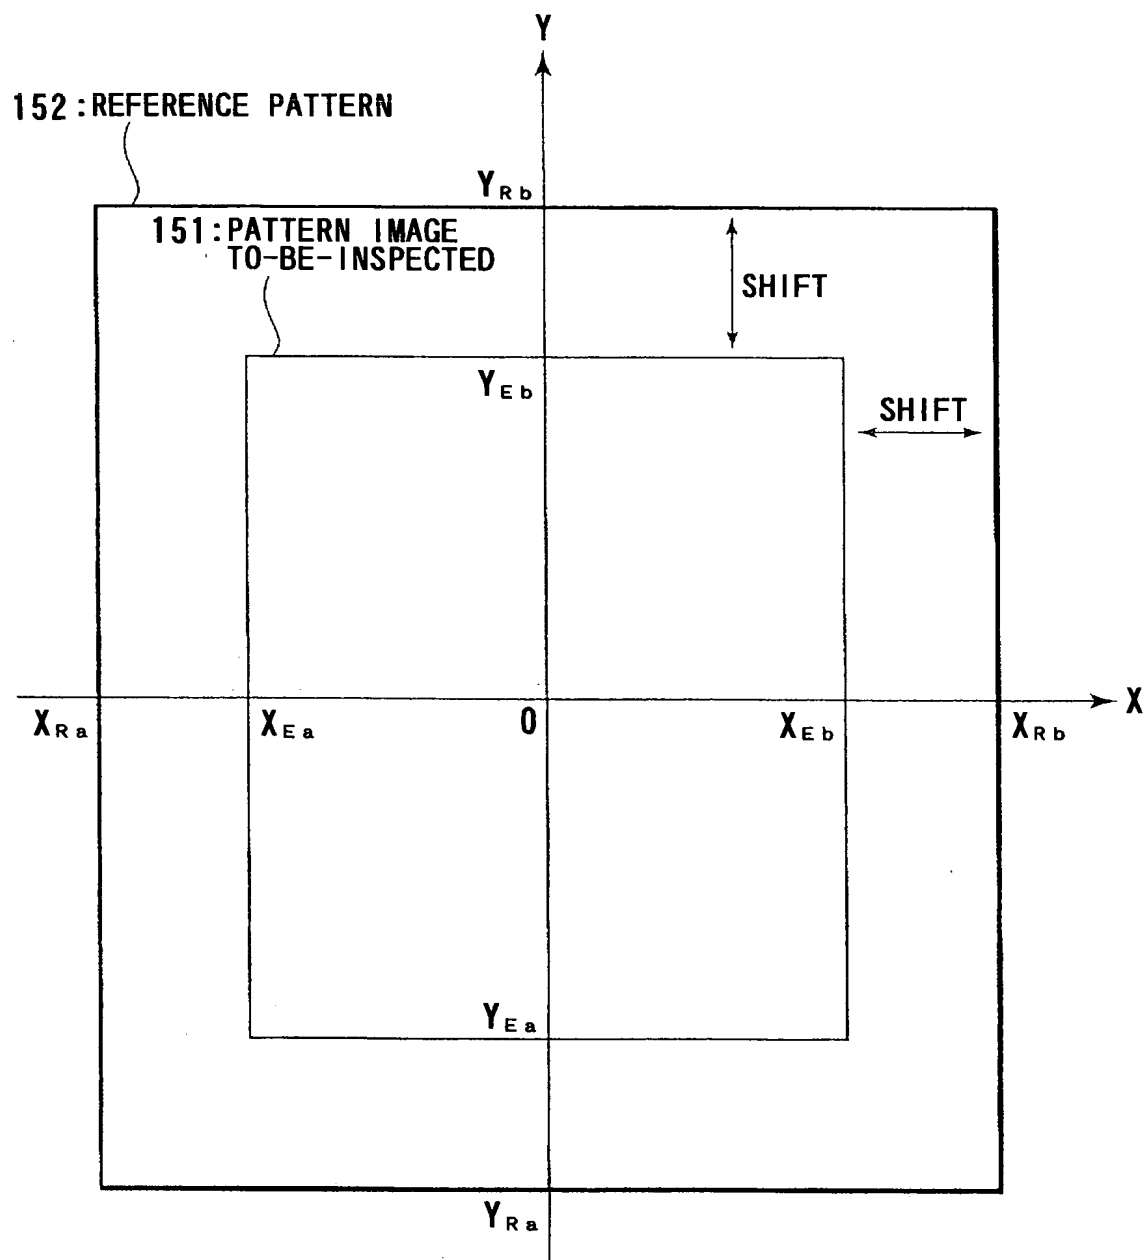 Y
152:REFERENCE PATTERN
YRb
151:PATTERN IMAGE
TO-BE-INSPECTED
SHIFT
YEb
SHIFT
X
XRa
XEa
0
XEb
XRb
YEa
YRa